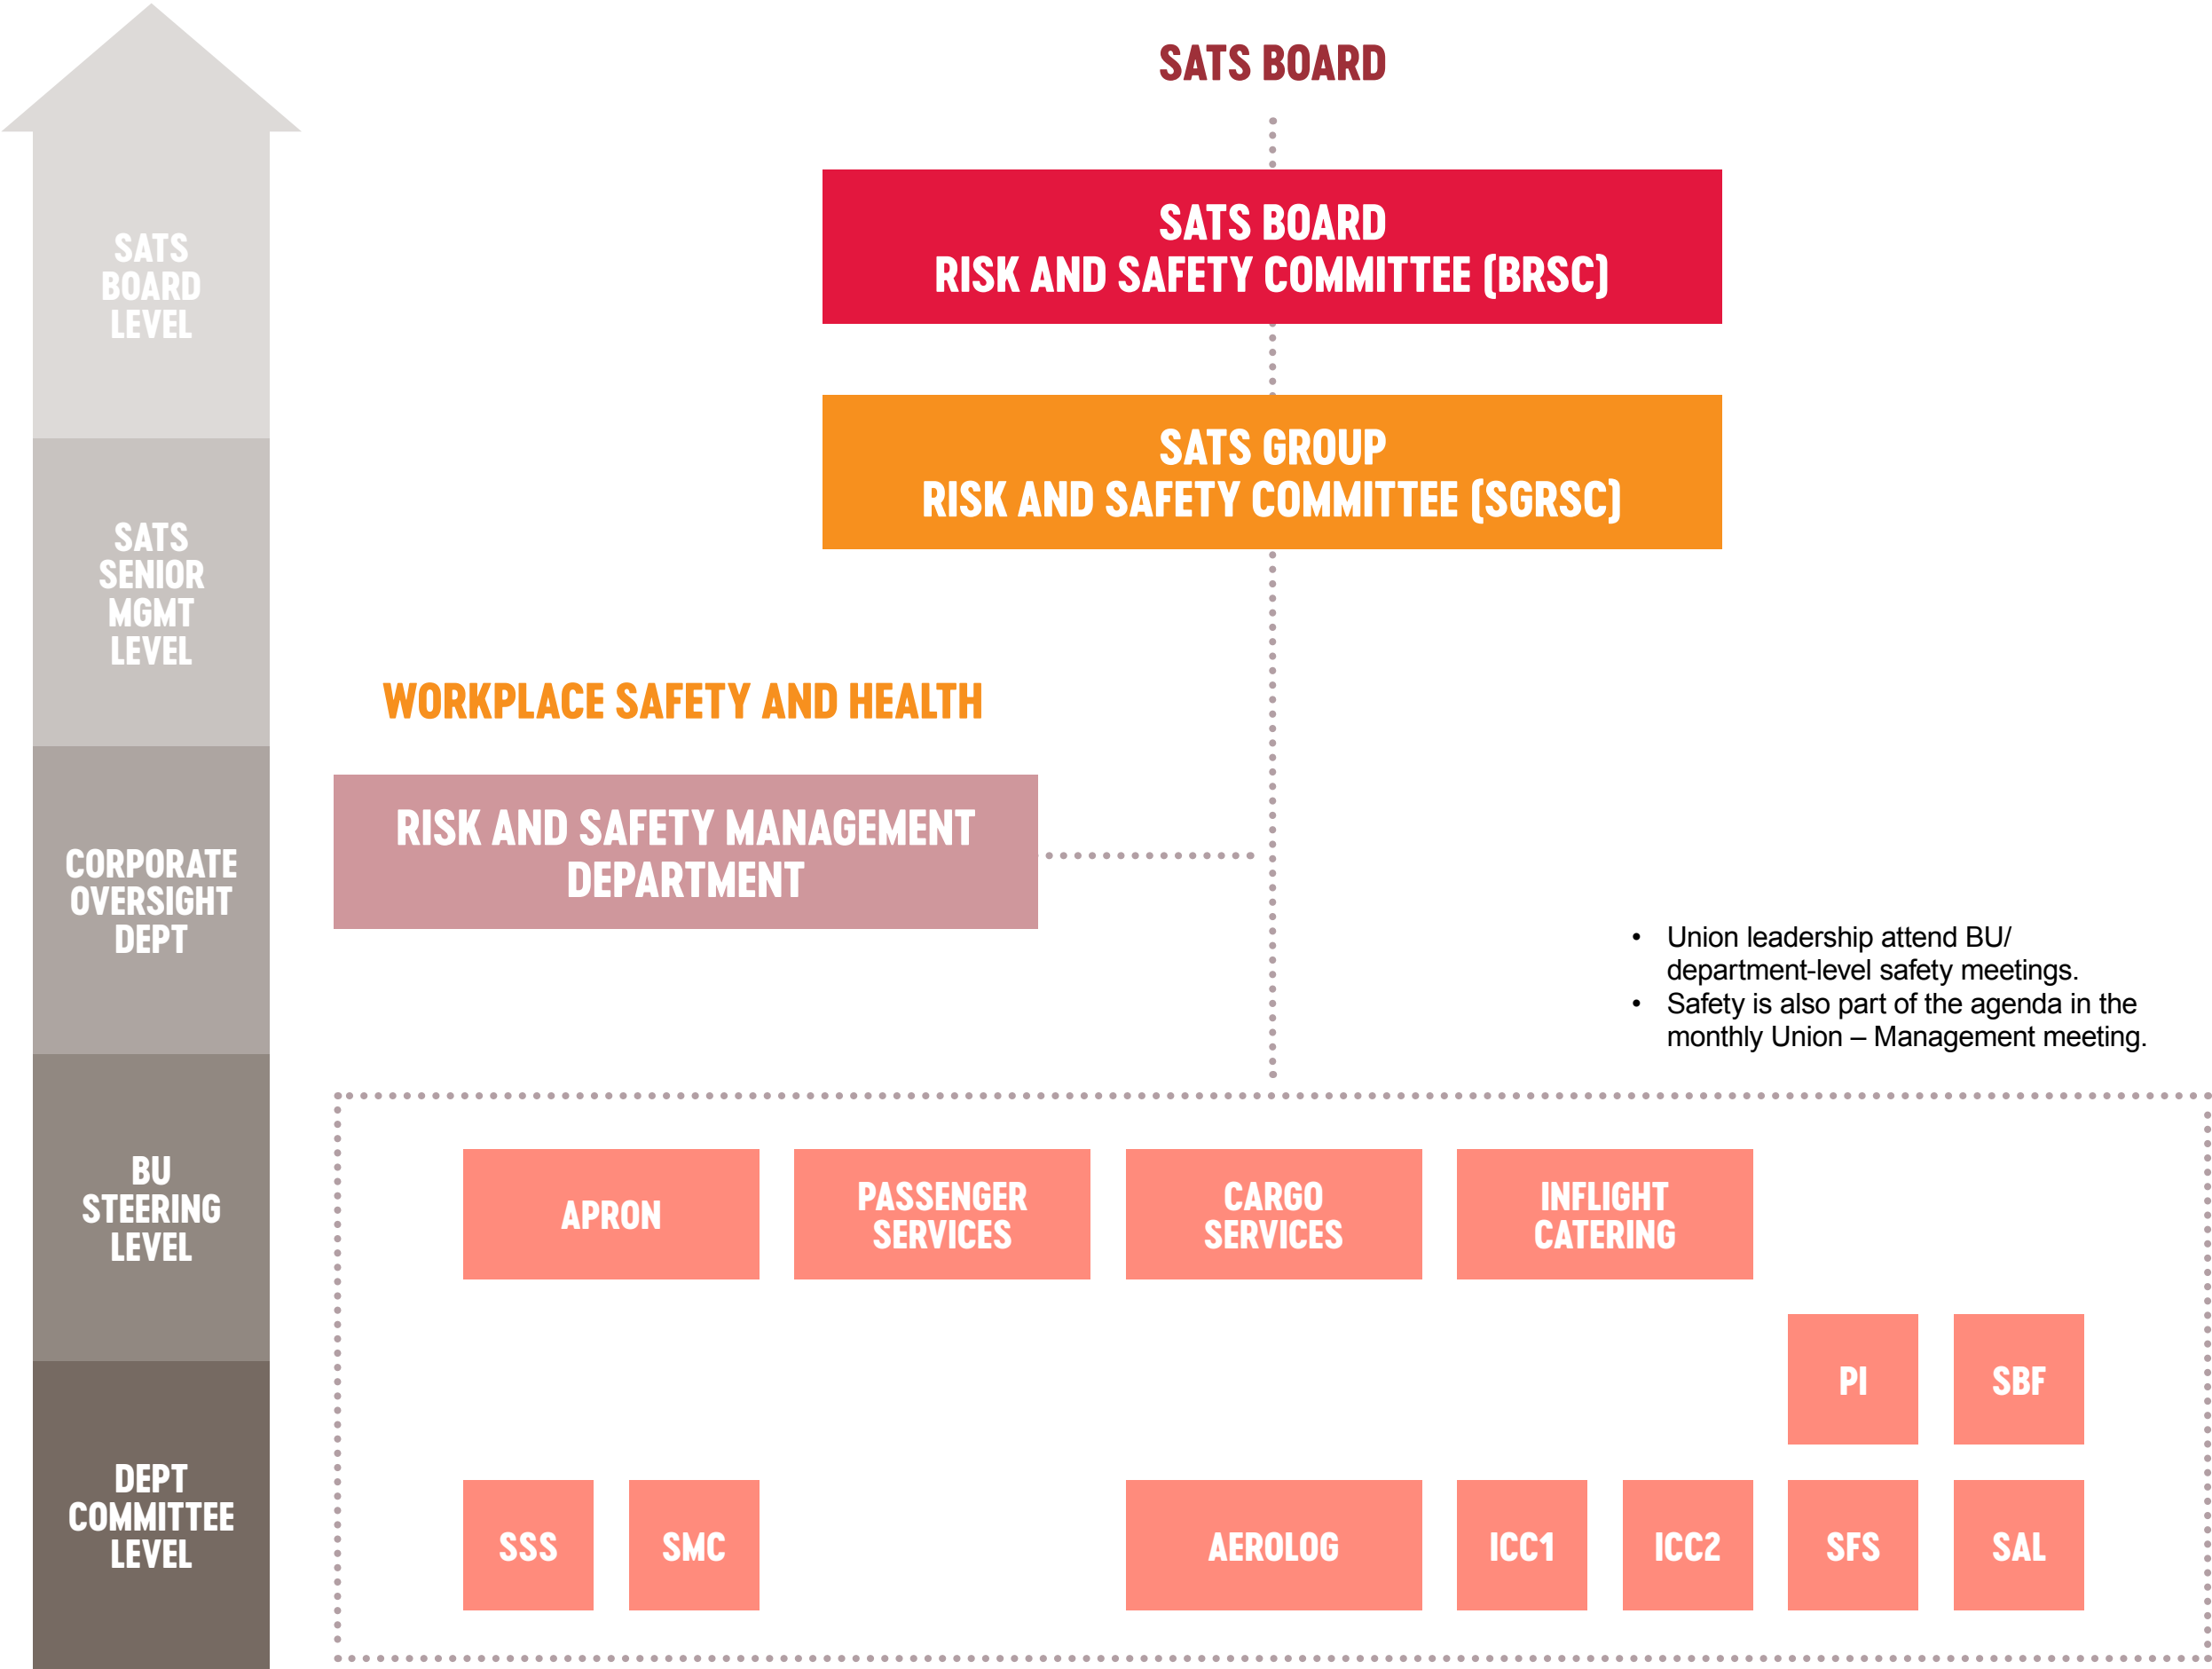 SATS BOARD
SATS
BOARD
LEVEL
SATS BOARD
RISK AND SAFETY COMMITTEE (BRSC)
SATS GROUP
RISK AND SAFETY COMMITTEE (SGRSC)
SATS
SENIOR
MGMT
LEVEL
WORKPLACE SAFETY AND HEALTH
CORPORATE
OVERSIGHT
DEPT
RISK AND SAFETY MANAGEMENT
DEPARTMENT
• Union leadership attend BU/
department-level safety meetings.
• Safety is also part of the agenda in the
monthly Union – Management meeting.
BU
STEERING
LEVEL
APRON
PASSENGER
SERVICES
CARGO
SERVICES
INFLIGHT
CATERING
PI
SBF
DEPT
COMMITTEE
LEVEL
SSS
SMC
AEROLOG
ICC1
ICC2
SFS
SAL